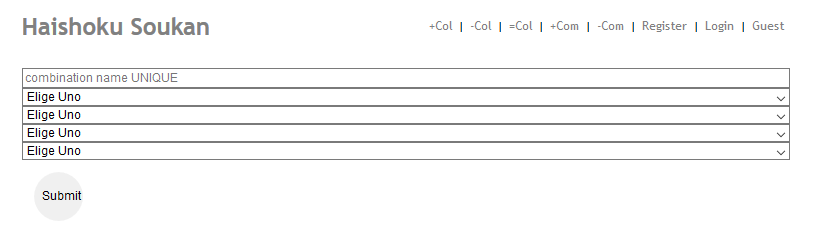 Haishoku Soukan
+Col | -Col | =Col | +Com | -Com | Register | Login | Guest
combination name UNIQUE
Elige Uno
Elige Uno
Elige Uno
Elige Uno
Submit